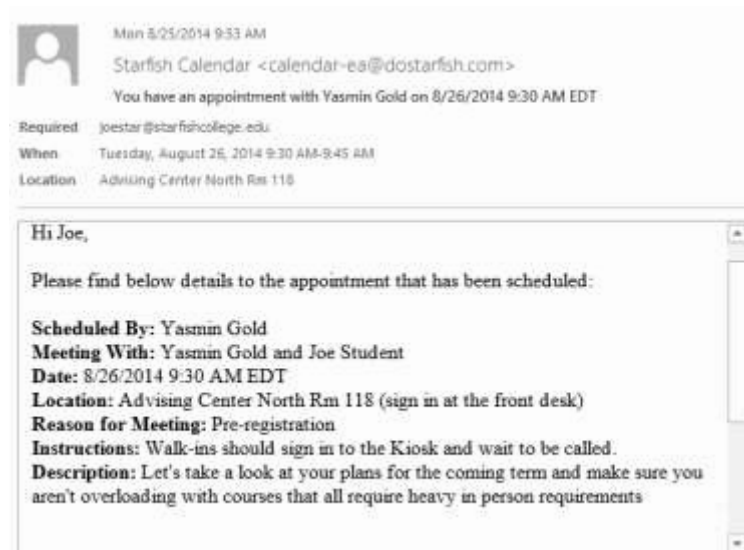 Mon 8/25/2014 9:53 AM
Starfish Calendar <calendar-ea@dostarfish.com>
You have an appointment with Yasmin Gold on 8/26/2014 9:30 AM EDT
Required joestar@starfishcollege.edu
When Tuesday, August 26, 2014 9:30 AM-9:45 AM
Location Advising Center North Rm 118
Hi Joe,
Please find below details to the appointment that has been scheduled:
Scheduled By: Yasmin Gold
Meeting With: Yasmin Gold and Joe Student
Date: 8/26/2014 9:30 AM EDT
Location: Advising Center North Rm 118 (sign in at the front desk)
Reason for Meeting: Pre-registration
Instructions: Walk-ins should sign in to the Kiosk and wait to be called.
Description: Let's take a look at your plans for the coming term and make sure you
aren't overloading with courses that all require heavy in person requirements